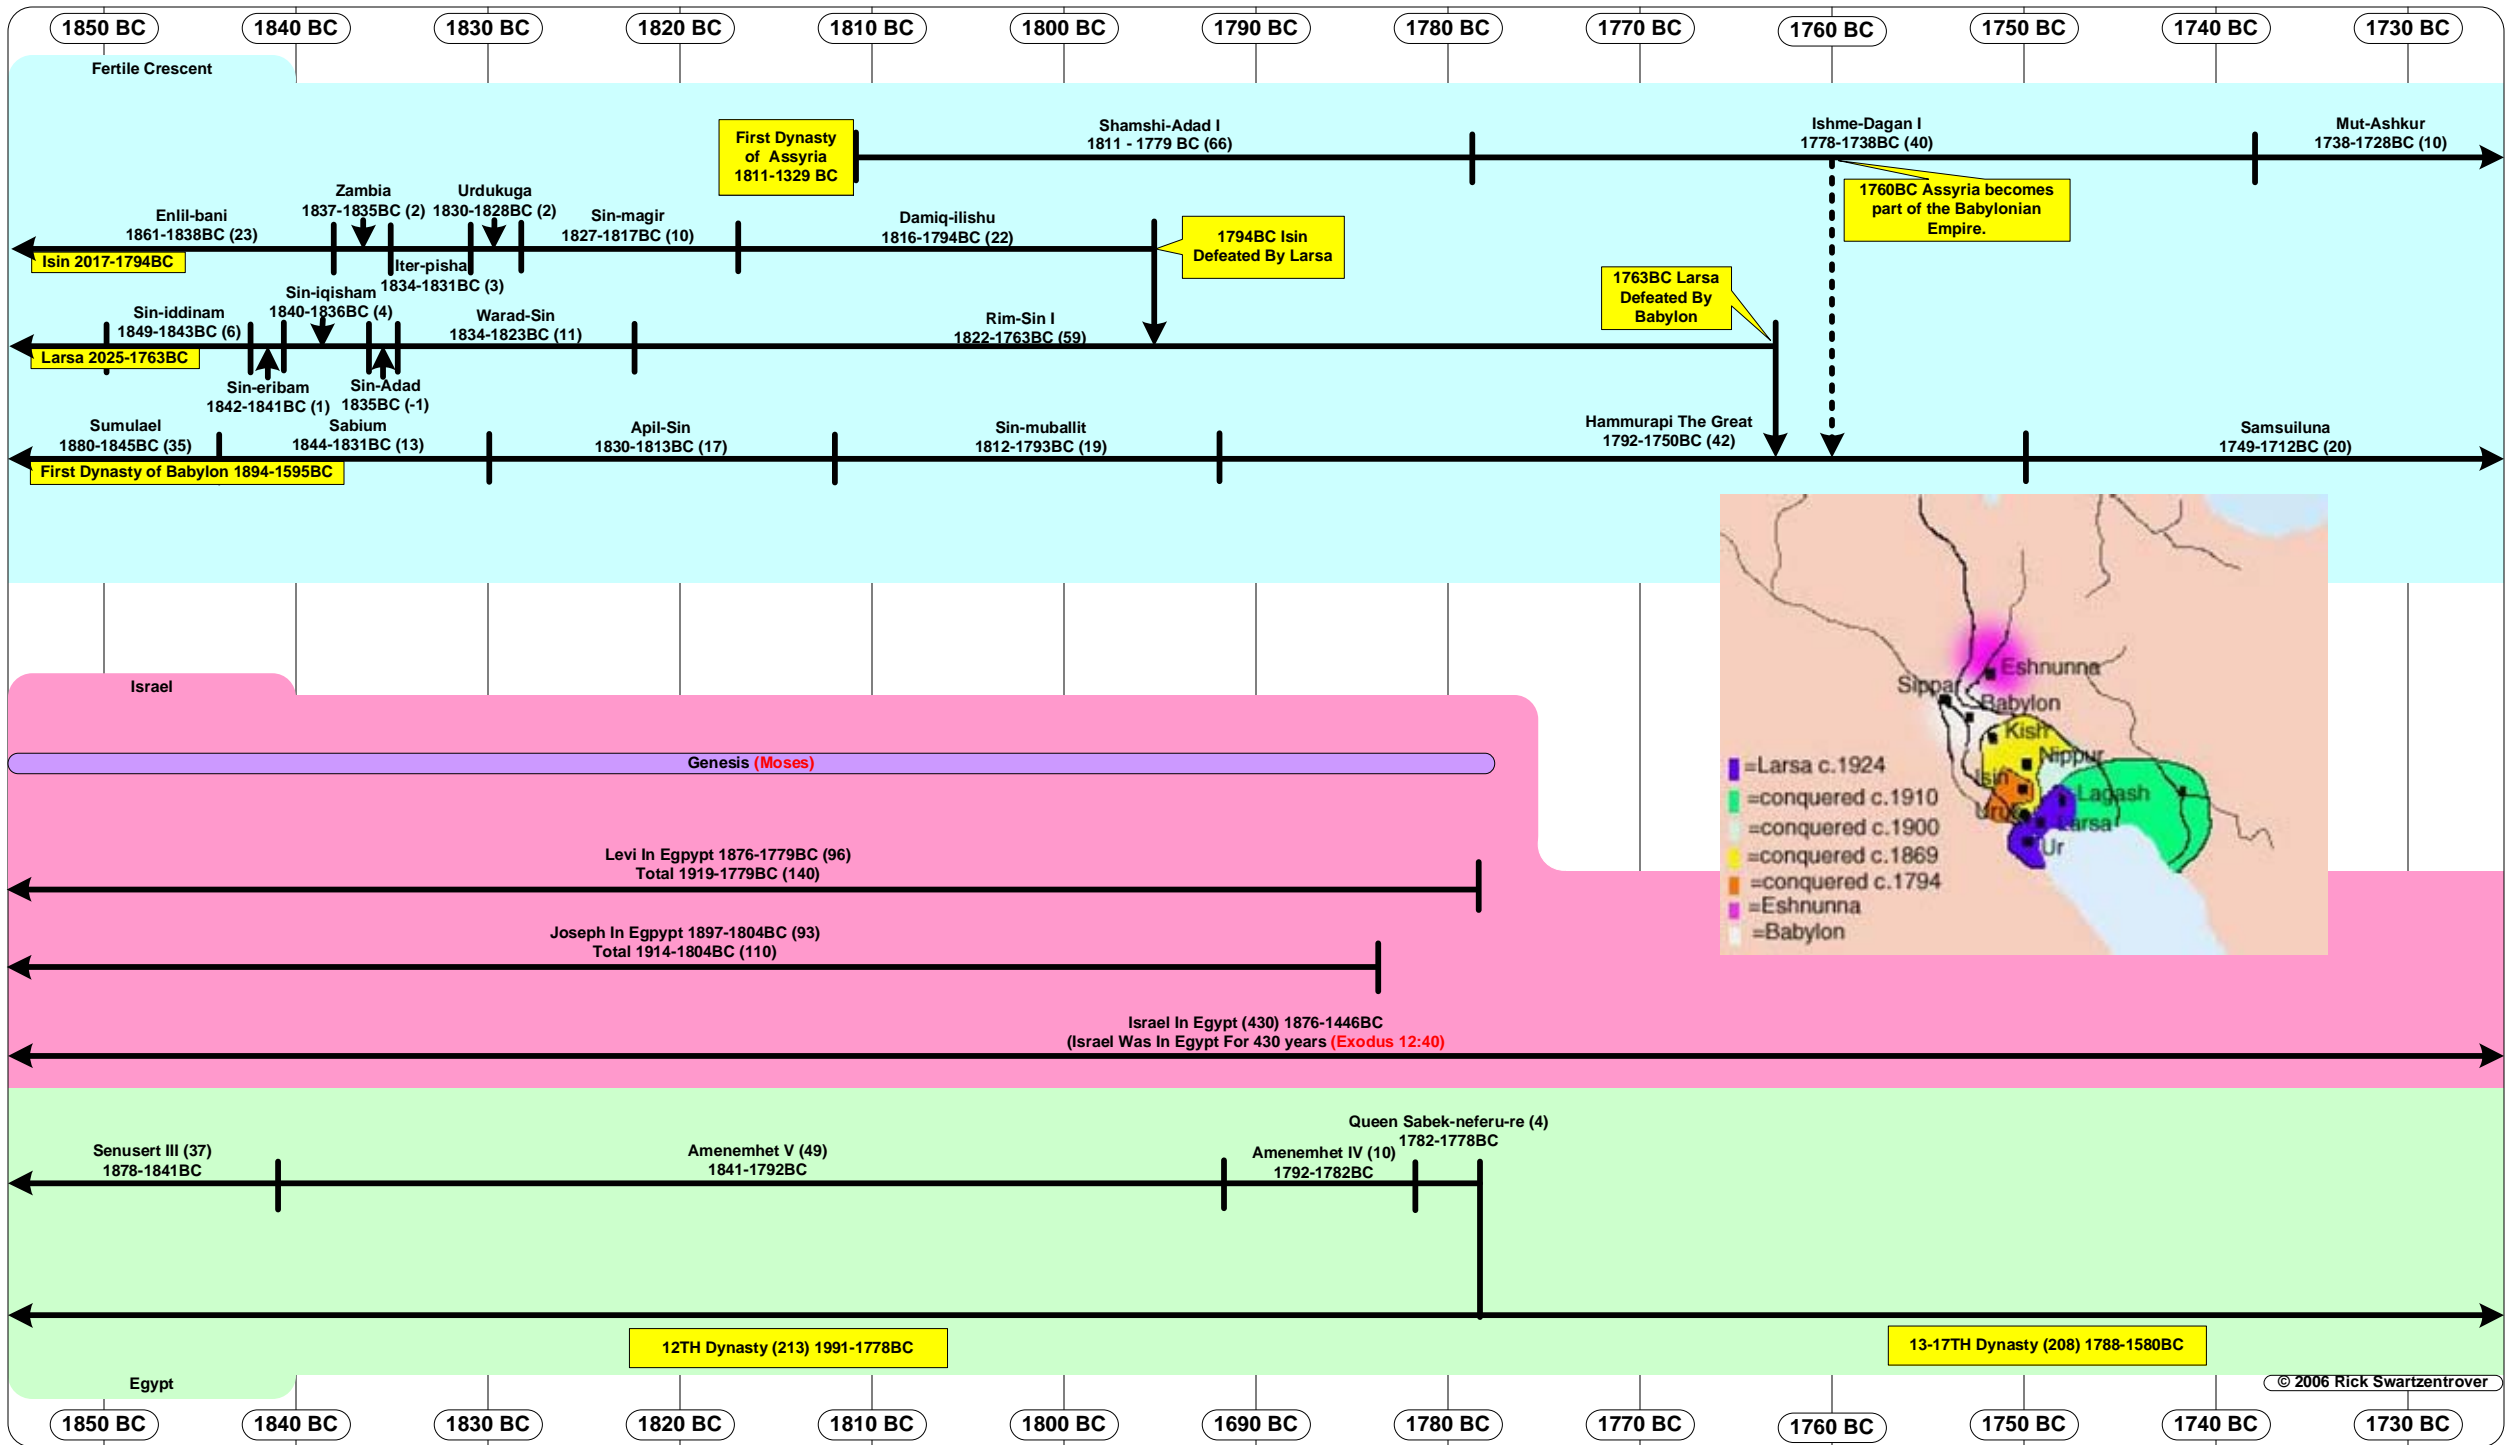 1850 BC
1840 BC
1830 BC
1820 BC
1810 BC
1800 BC
1790 BC
1780 BC
1770 BC
1760 BC
1750 BC
1740 BC
1730 BC
Fertile Crescent
First Dynasty
of Assyria
1811-1329 BC
Shamshi-Adad I
1811 - 1779 BC (66)
Ishme-Dagan I
1778-1738BC (40)
Mut-Ashkur
1738-1728BC (10)
1760BC Assyria becomes
part of the Babylonian
Empire.
Enlil-bani
1861-1838BC (23)
Zambia
1837-1835BC (2)
Urdukuga
1830-1828BC (2)
Sin-magir
1827-1817BC (10)
Damiq-ilishu
1816-1794BC (22)
1794BC Isin
Defeated By Larsa
Isin 2017-1794BC
Iter-pisha
1834-1831BC (3)
1763BC Larsa
Defeated By
Babylon
Sin-iddinam
1849-1843BC (6)
Sin-iqisham
1840-1836BC (4)
Warad-Sin
1834-1823BC (11)
Rim-Sin I
1822-1763BC (59)
Larsa 2025-1763BC
Sin-eribam
1842-1841BC (1)
Sin-Adad
1835BC (-1)
Sumulael
1880-1845BC (35)
Sabium
1844-1831BC (13)
Apil-Sin
1830-1813BC (17)
Sin-muballit
1812-1793BC (19)
Hammurapi The Great
1792-1750BC (42)
Samsuiluna
1749-1712BC (20)
First Dynasty of Babylon 1894-1595BC
Eshnunna
Sippar
Babylon
Kish
Nippur
Isin
Lagash
Uruk
Larsa
Ur
=Larsa c.1924
=conquered c.1910
=conquered c.1900
=conquered c.1869
=conquered c.1794
=Eshnunna
=Babylon
Israel
Genesis (Moses)
Levi In Egpypt 1876-1779BC (96)
Total 1919-1779BC (140)
Joseph In Egpypt 1897-1804BC (93)
Total 1914-1804BC (110)
Israel In Egypt (430) 1876-1446BC
(Israel Was In Egypt For 430 years (Exodus 12:40)
Senusert III (37)
1878-1841BC
Amenemhet V (49)
1841-1792BC
Amenemhet IV (10)
1792-1782BC
Queen Sabek-neferu-re (4)
1782-1778BC
12TH Dynasty (213) 1991-1778BC
13-17TH Dynasty (208) 1788-1580BC
Egypt
© 2006 Rick Swartzentrover
1850 BC
1840 BC
1830 BC
1820 BC
1810 BC
1800 BC
1690 BC
1780 BC
1770 BC
1760 BC
1750 BC
1740 BC
1730 BC